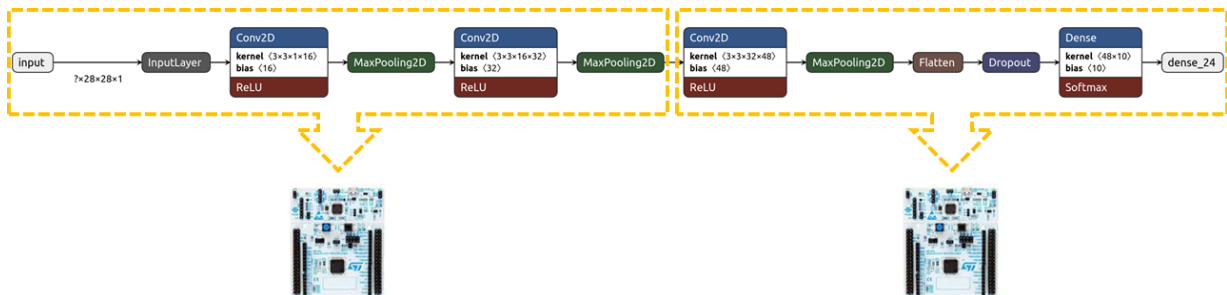 input
?×28×28×1
InputLayer
Conv2D
kernel ⟨3×3×1×16⟩
bias ⟨16⟩
ReLU
MaxPooling2D
Conv2D
kernel ⟨3×3×16×32⟩
bias ⟨32⟩
ReLU
MaxPooling2D
Conv2D
kernel ⟨3×3×32×48⟩
bias ⟨48⟩
ReLU
MaxPooling2D
Flatten
Dropout
Dense
kernel ⟨48×10⟩
bias ⟨10⟩
Softmax
dense_24
ST
ST